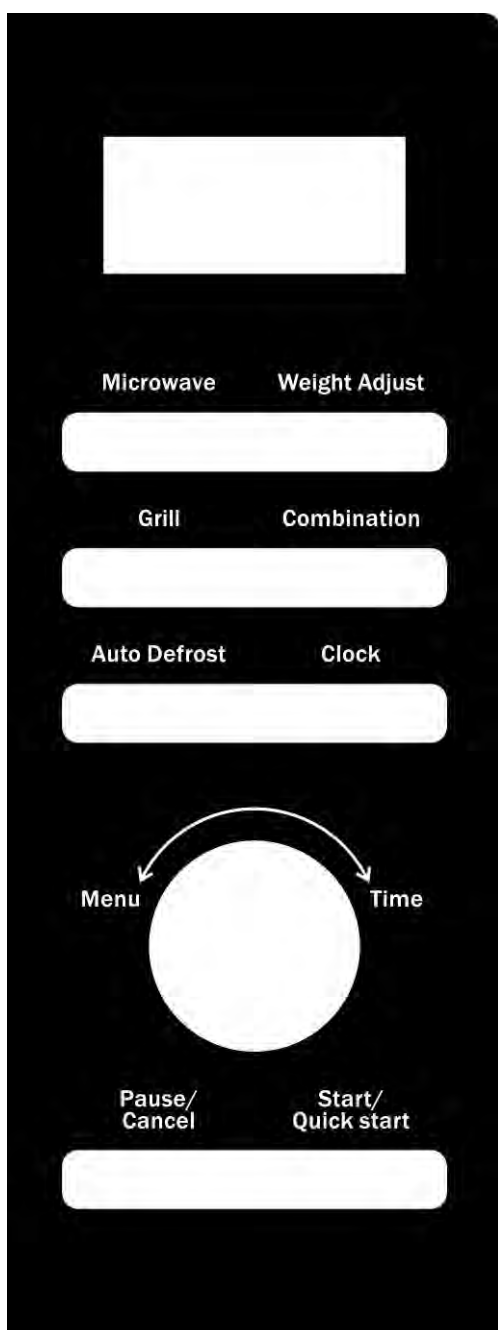 Microwave Weight Adjust
Grill Combination
Auto Defrost Clock
Menu Time
Pause/ Start/
Cancel Quick start